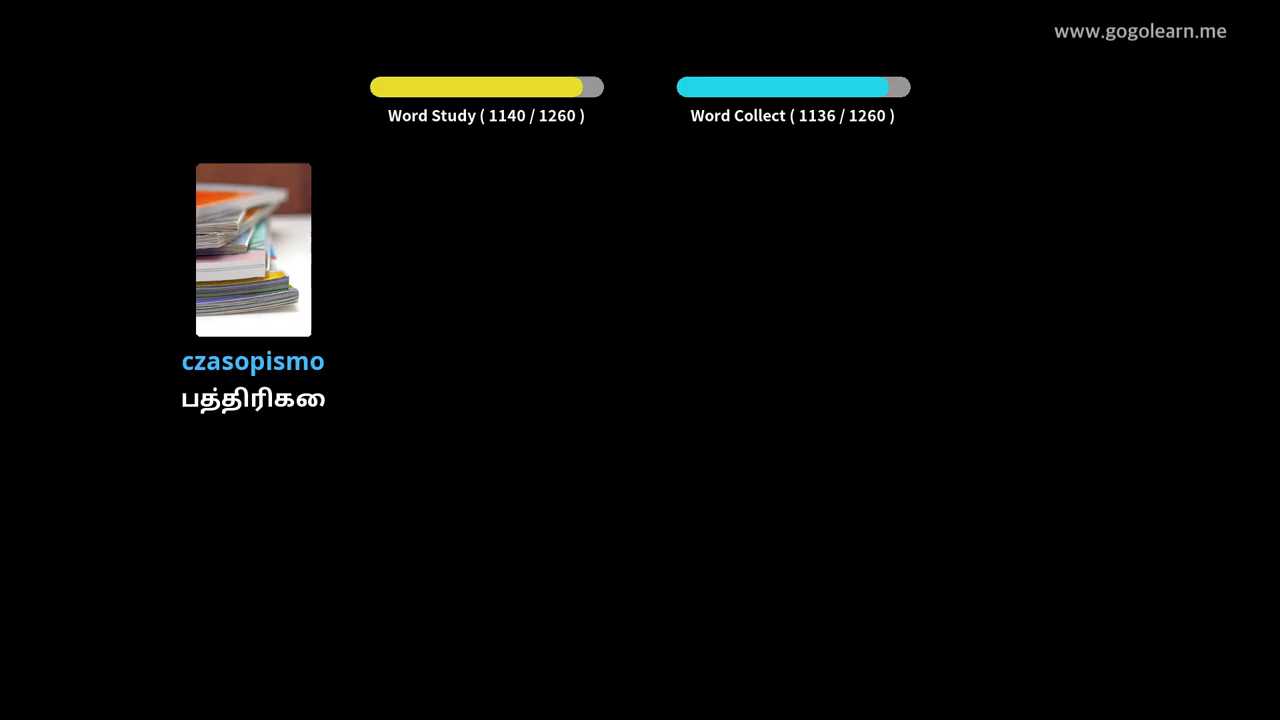 www.gogolearn.me
Word Study ( 1140 / 1260 )
Word Collect ( 1136 / 1260 )
czasopismo
பத்திரிகை